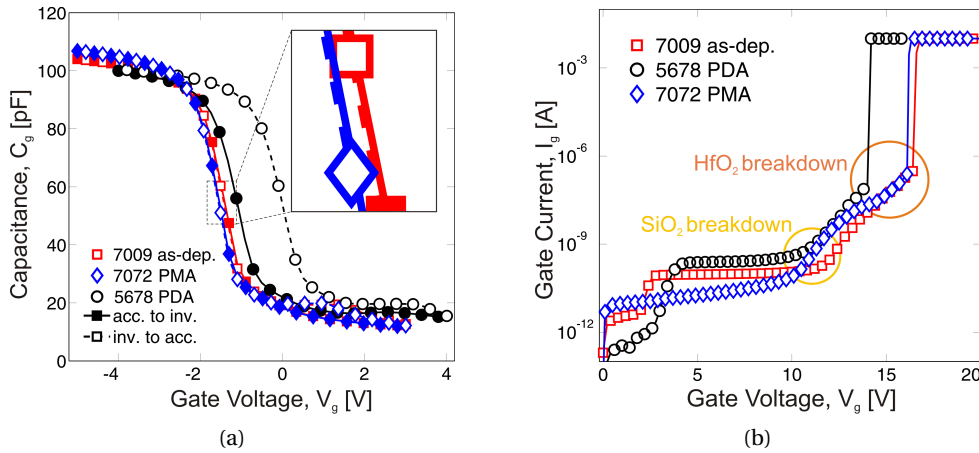 120
100
80
60
40
20
0
Capacitance, C_g [pF]
7009 as-dep.
7072 PMA
5678 PDA
acc. to inv.
inv. to acc.
-4 -2 0 2 4
Gate Voltage, V_g [V]
(a)
10^-3
10^-6
10^-9
10^-12
Gate Current, I_g [A]
7009 as-dep.
5678 PDA
7072 PMA
HfO₂ breakdown
SiO₂ breakdown
0 5 10 15 20
Gate Voltage, V_g [V]
(b)